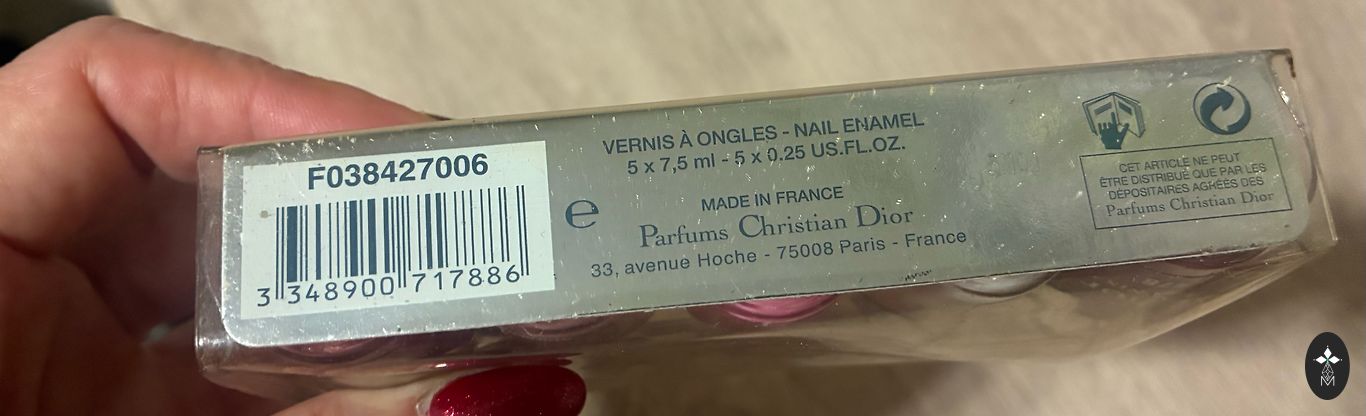 F038427006
3 348900 717886
e
VERNIS À ONGLES - NAIL ENAMEL
5 x 7,5 ml - 5 x 0.25 US.FL.OZ.
MADE IN FRANCE
Parfums Christian Dior
33, avenue Hoche - 75008 Paris - France
CET ARTICLE NE PEUT
ÊTRE DISTRIBUÉ QUE PAR LES
DÉPOSITAIRES AGRÉÉS DES
Parfums Christian Dior
M